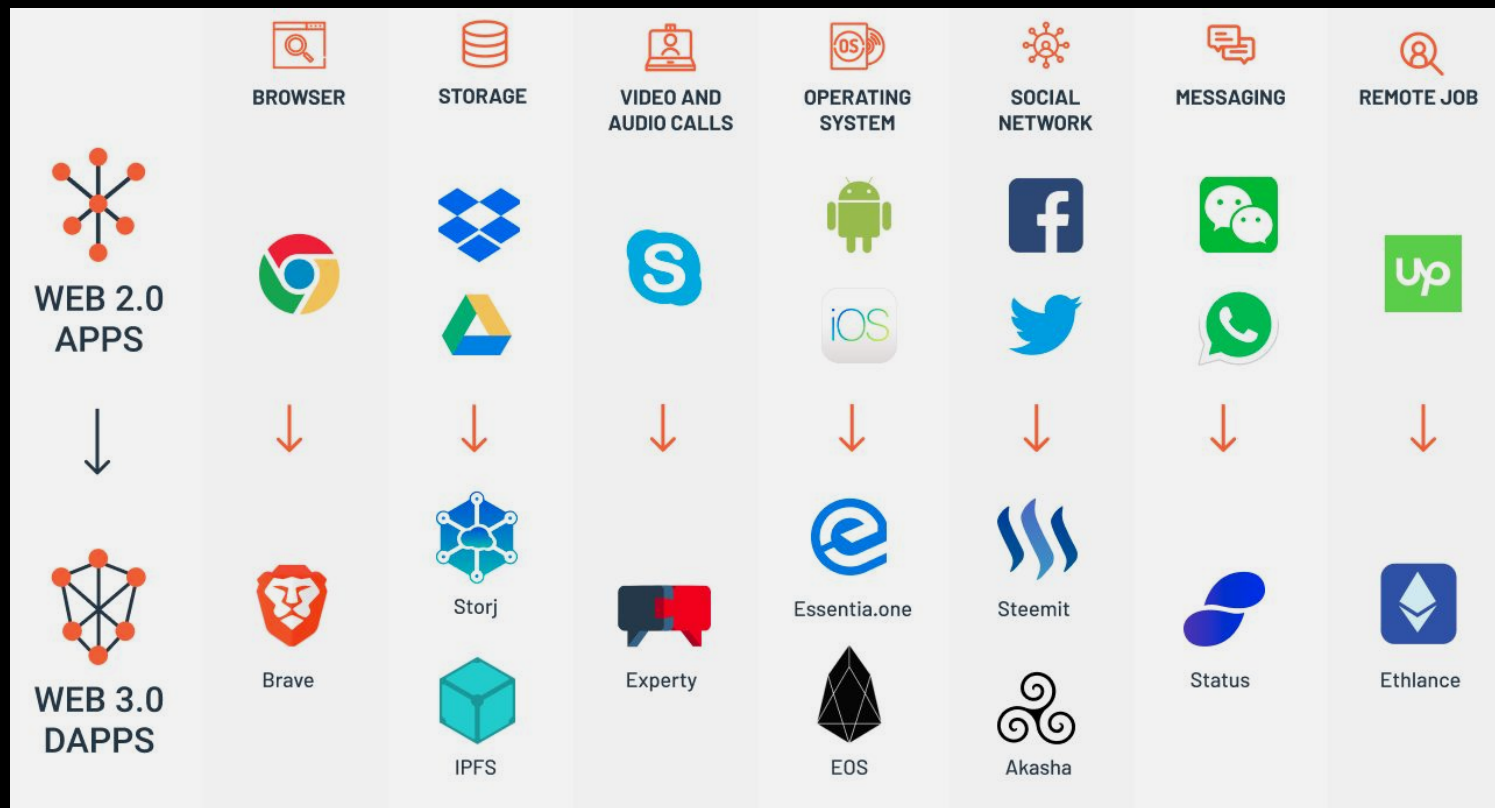 BROWSER
STORAGE
VIDEO AND
AUDIO CALLS
OS
OPERATING
SYSTEM
SOCIAL
NETWORK
MESSAGING
REMOTE JOB
WEB 2.0
APPS
S
iOS
f
up
WEB 3.0
DAPPS
Brave
Storj
IPFS
Experty
Essentia.one
EOS
Steemit
Akasha
Status
Ethlance